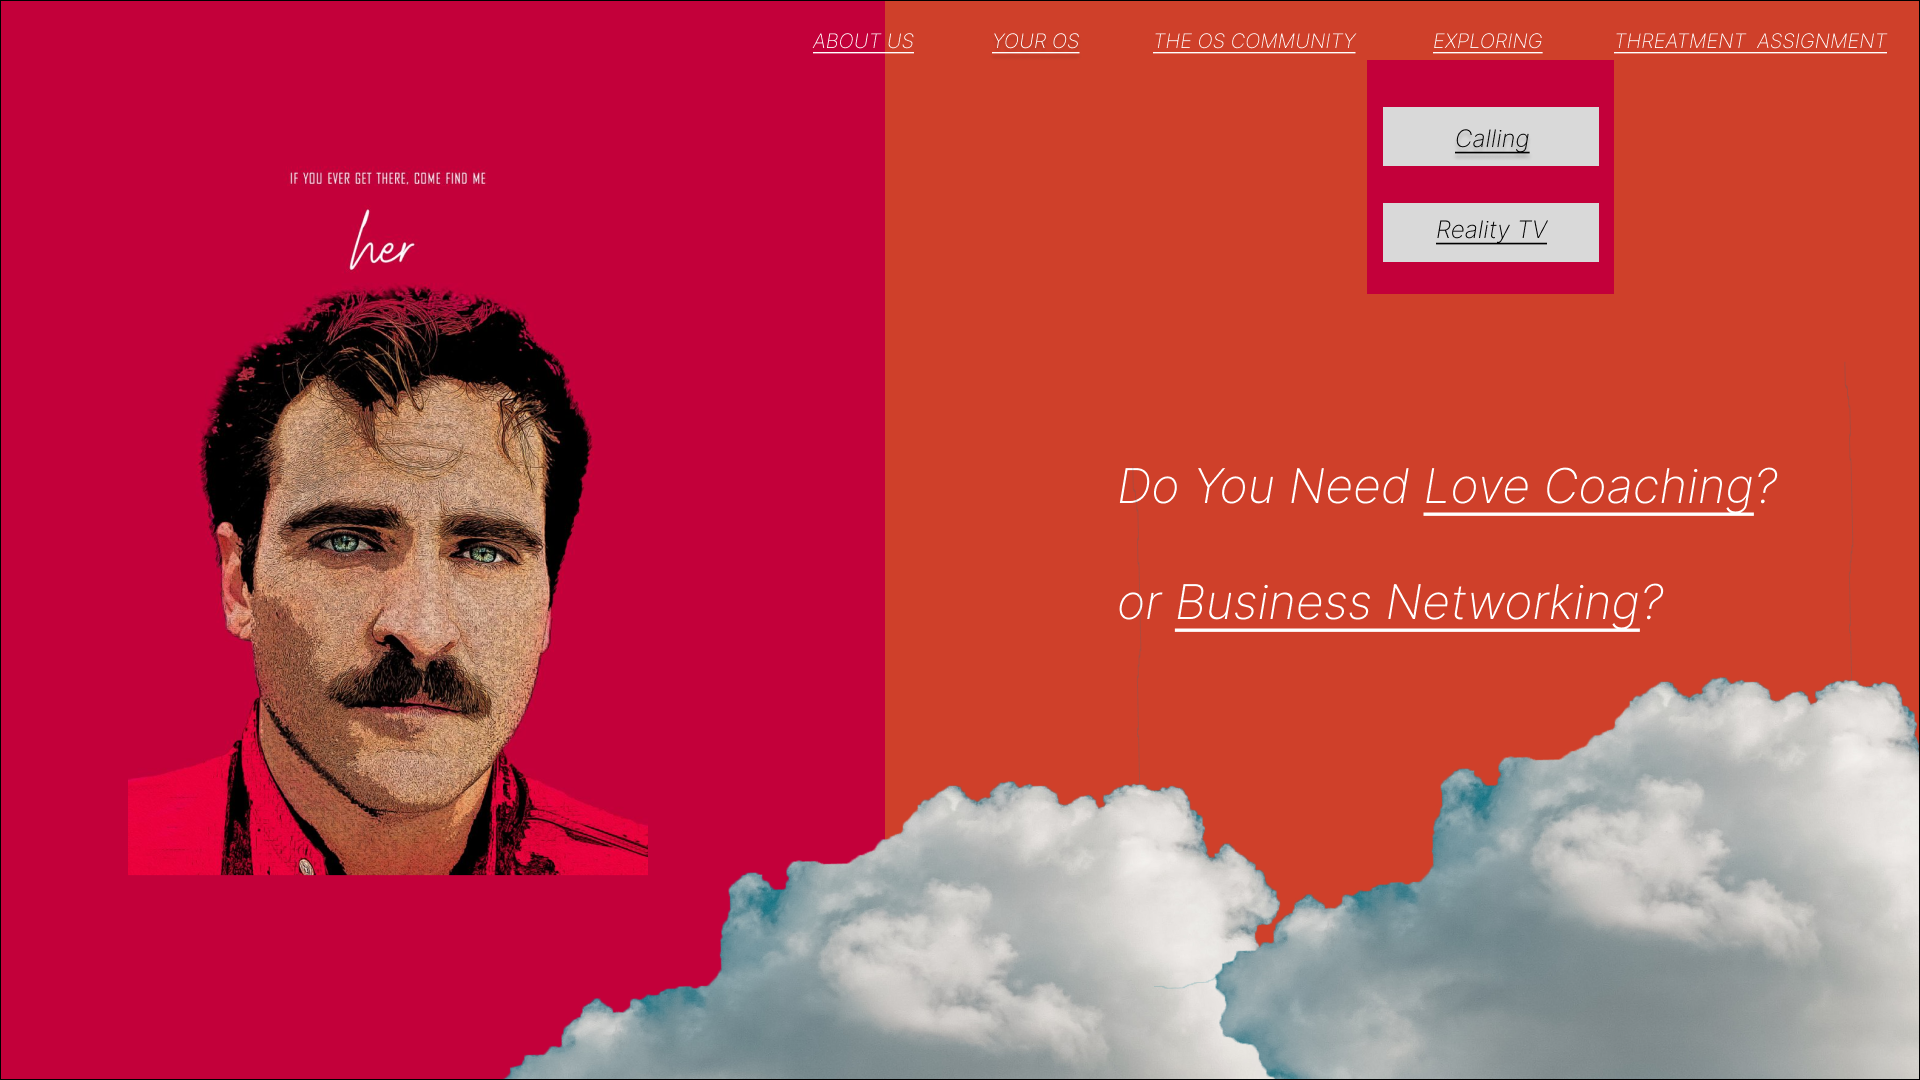 ABOUT US
YOUR OS
THE OS COMMUNITY
EXPLORING
THREATMENT ASSIGNMENT
Calling
Reality TV
IF YOU EVER GET THERE, COME FIND ME
her
Do You Need Love Coaching?
or Business Networking?